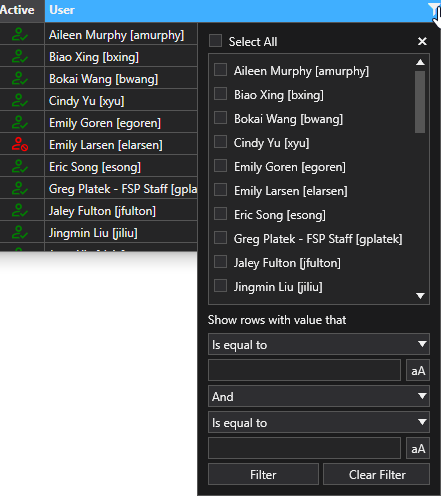 Active User
Aileen Murphy [amurphy]
Biao Xing [bxing]
Bokai Wang [bwang]
Cindy Yu [xyu]
Emily Goren [egoren]
Emily Larsen [elarsen]
Eric Song [esong]
Greg Platek - FSP Staff [gpla
Jaley Fulton [jfulton]
Jingmin Liu [jiliu]
Select All
Aileen Murphy [amurphy]
Biao Xing [bxing]
Bokai Wang [bwang]
Cindy Yu [xyu]
Emily Goren [egoren]
Emily Larsen [elarsen]
Eric Song [esong]
Greg Platek - FSP Staff [gplatek]
Jaley Fulton [jfulton]
Jingmin Liu [jiliu]
Show rows with value that
Is equal to
aA
And
Is equal to
aA
Filter Clear Filter